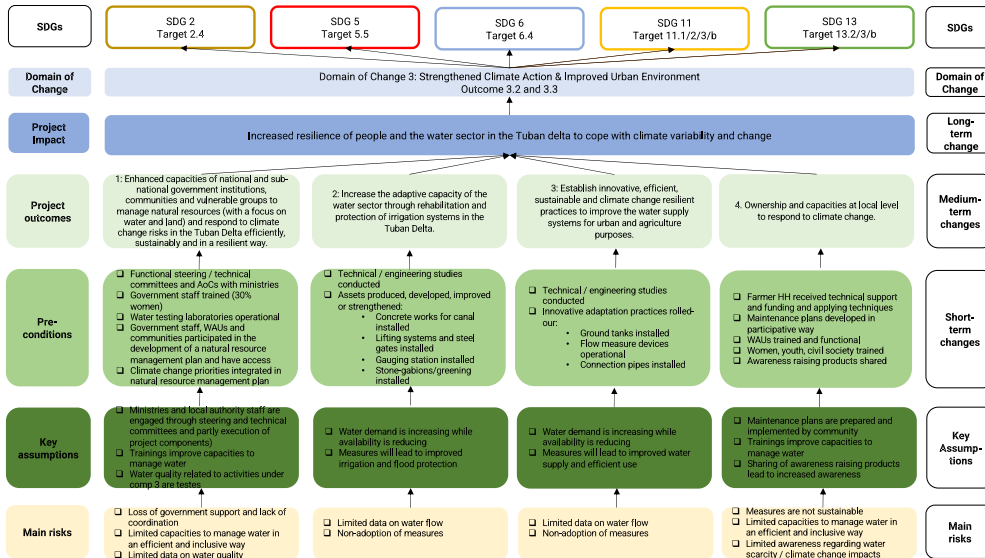 SDGs
SDG 2
Target 2.4
SDG 5
Target 5.5
SDG 6
Target 6.4
SDG 11
Target 11.1/2/3/b
SDG 13
Target 13.2/3/b
SDGs
Domain of
Change
Domain of Change 3: Strengthened Climate Action & Improved Urban Environment
Outcome 3.2 and 3.3
Domain of
Change
Project
Impact
Increased resilience of people and the water sector in the Tuban delta to cope with climate variability and change
Long-
term
change
Project
outcomes
1: Enhanced capacities of national and sub-
national government institutions,
communities and vulnerable groups to
manage natural resources (with a focus on
water and land) and respond to climate
change risks in the Tuban Delta efficiently,
sustainably and in a resilient way.
2: Increase the adaptive capacity of the
water sector through rehabilitation and
protection of irrigation systems in the
Tuban Delta.
3: Establish innovative, efficient,
sustainable and climate change resilient
practices to improve the water supply
systems for urban and agriculture
purposes.
4. Ownership and capacities at local level
to respond to climate change.
Medium-
term
changes
Pre-
conditions
❑ Functional steering / technical
committees and AoCs with ministries
❑ Government staff trained (30%
women)
❑ Water testing laboratories operational
❑ Government staff, WAUs and
communities participated in the
development of a natural resource
management plan and have access
❑ Climate change priorities integrated in
natural resource management plan
❑ Technical / engineering studies
conducted
❑ Assets produced, developed, improved
or strengthened:
• Concrete works for canal
installed
• Lifting systems and steel
gates installed
• Gauging station installed
• Stone-gabions/greening
installed
❑ Technical / engineering studies
conducted
❑ Innovative adaptation practices rolled-
our:
• Ground tanks installed
• Flow measure devices
operational
• Connection pipes installed
❑ Farmer HH received technical support
and funding and applying techniques
❑ Maintenance plans developed in
participative way
❑ WAUs trained and functional
❑ Women, youth, civil society trained
❑ Awareness raising products shared
Short-
term
changes
Key
assumptions
❑ Ministries and local authority staff are
engaged through steering and technical
committees and partly execution of
project components)
❑ Trainings improve capacities to
manage water
❑ Water quality related to activities under
comp 3 are testes
❑ Water demand is increasing while
availability is reducing
❑ Measures will lead to improved
irrigation and flood protection
❑ Water demand is increasing while
availability is reducing
❑ Measures will lead to improved water
supply and efficient use
❑ Maintenance plans are prepared and
implemented by community
❑ Trainings improve capacities to
manage water
❑ Sharing of awareness raising products
lead to increased awareness
Key
Assump-
tions
Main risks
❑ Loss of government support and lack of
coordination
❑ Limited capacities to manage water in
an efficient and inclusive way
❑ Limited data on water quality
❑ Limited data on water flow
❑ Non-adoption of measures
❑ Limited data on water flow
❑ Non-adoption of measures
❑ Measures are not sustainable
❑ Limited capacities to manage water in
an efficient and inclusive way
❑ Limited awareness regarding water
scarcity / climate change impacts
Main
risks